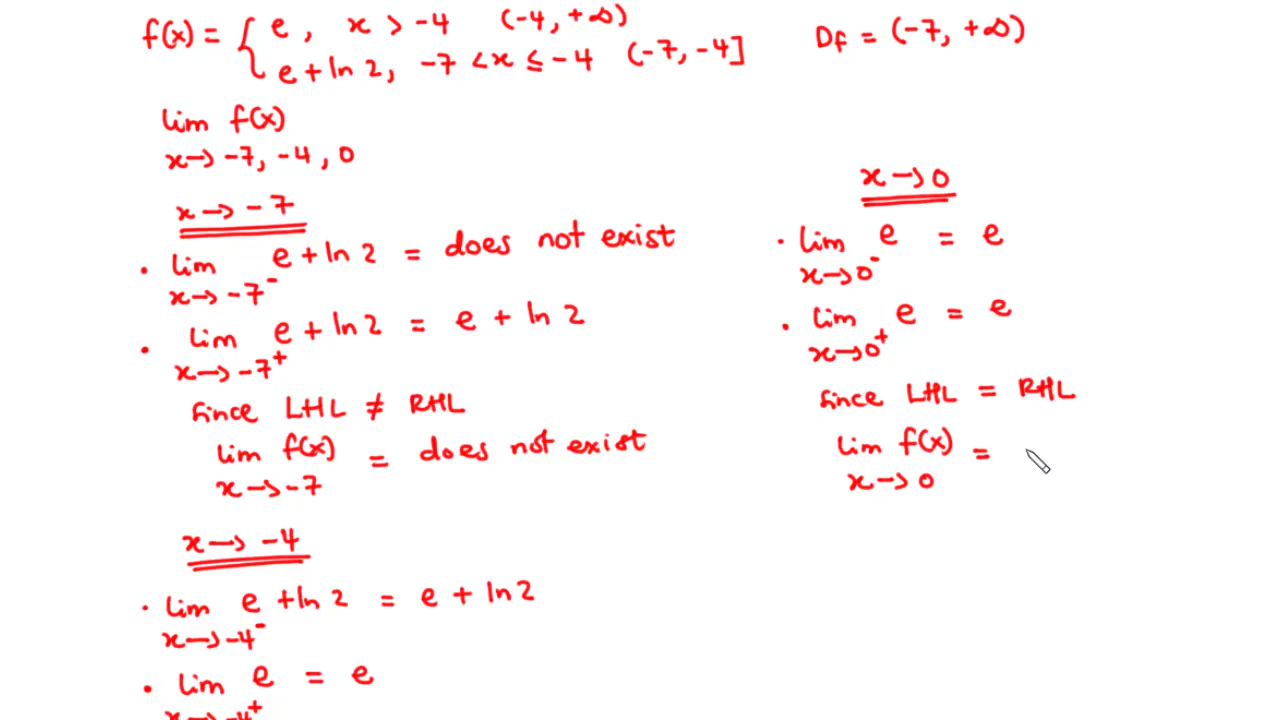 f(x) = { e, x > -4 (-4, +∞)
e + ln 2, -7 < x ≤ -4 (-7, -4]
Df = (-7, +∞)
lim f(x)
x → -7, -4, 0
x → -7
• lim e + ln 2 = does not exist
x → -7⁻
• lim e + ln 2 = e + ln 2
x → -7⁺
since LHL ≠ RHL
lim f(x) = does not exist
x → -7
x → -4
• lim e + ln 2 = e + ln 2
x → -4⁻
• lim e = e
x → -4⁺
x → 0
• lim e = e
x → 0⁻
• lim e = e
x → 0⁺
since LHL = RHL
lim f(x) =
x → 0